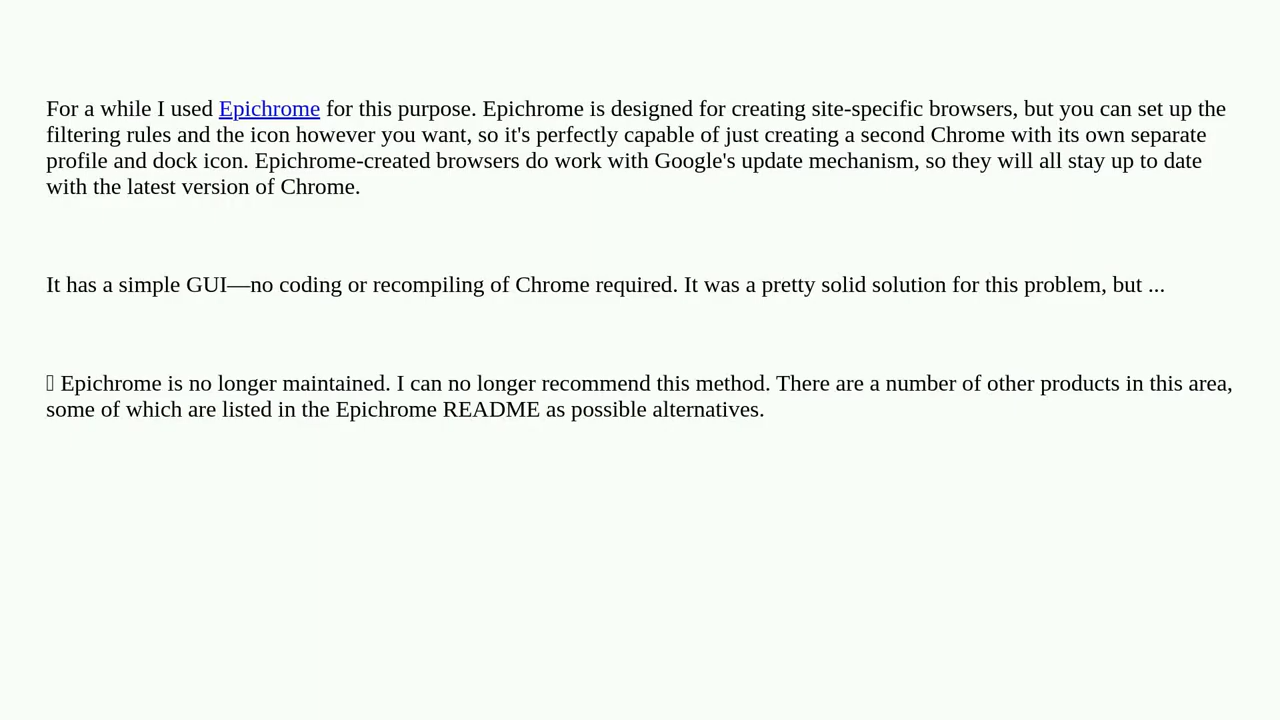 For a while I used Epichrome for this purpose. Epichrome is designed for creating site-specific browsers, but you can set up the
filtering rules and the icon however you want, so it's perfectly capable of just creating a second Chrome with its own separate
profile and dock icon. Epichrome-created browsers do work with Google's update mechanism, so they will all stay up to date
with the latest version of Chrome.
It has a simple GUI—no coding or recompiling of Chrome required. It was a pretty solid solution for this problem, but ...
Epichrome is no longer maintained. I can no longer recommend this method. There are a number of other products in this area,
some of which are listed in the Epichrome README as possible alternatives.